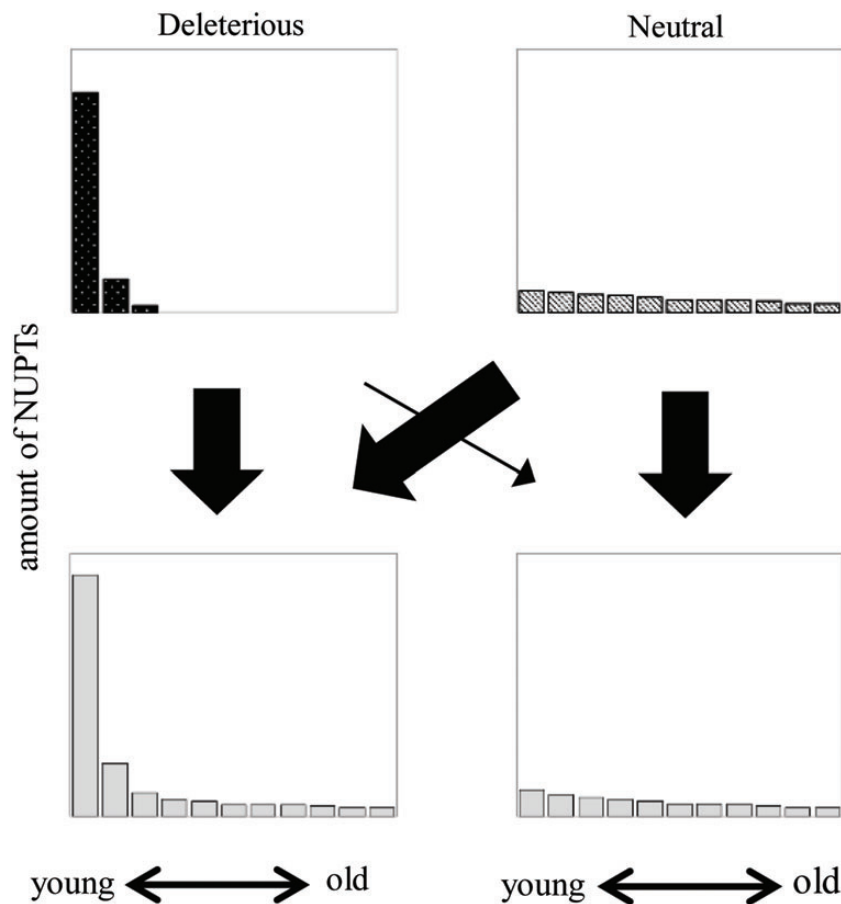 Deleterious
Neutral
amount of NUPTs
young
old
young
old